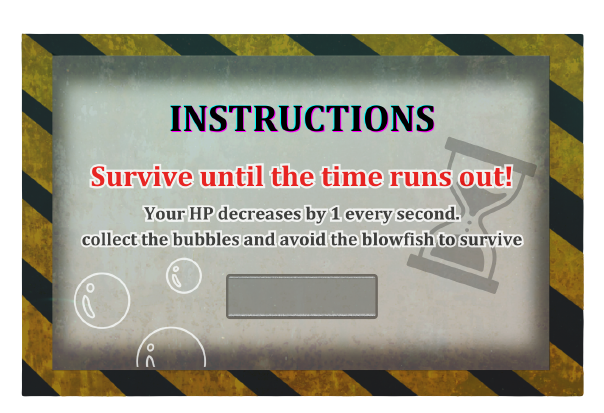 INSTRUCTIONS
Survive until the time runs out!
Your HP decreases by 1 every second.
collect the bubbles and avoid the blowfish to survive